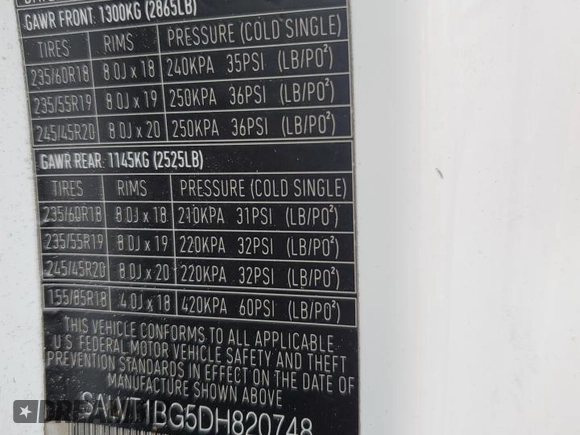 GAWR FRONT: 1300KG (2865LB)
TIRES RIMS PRESSURE (COLD SINGLE)
235/60R18 8.0J x 18 240KPA 35PSI (LB/PO²)
235/55R19 8.0J x 19 250KPA 36PSI (LB/PO²)
245/45R20 8.0J x 20 250KPA 36PSI (LB/PO²)
GAWR REAR: 1145KG (2525LB)
TIRES RIMS PRESSURE (COLD SINGLE)
235/60R18 8.0J x 18 210KPA 31PSI (LB/PO²)
235/55R19 8.0J x 19 220KPA 32PSI (LB/PO²)
245/45R20 8.0J x 20 220KPA 32PSI (LB/PO²)
155/85R18 4.0J x 18 420KPA 60PSI (LB/PO²)
THIS VEHICLE CONFORMS TO ALL APPLICABLE
U.S FEDERAL MOTOR VEHICLE SAFETY AND THEFT
PREVENTION STANDARDS IN EFFECT ON THE DATE
OF MANUFACTURE SHOWN ABOVE
1BG5DH820748